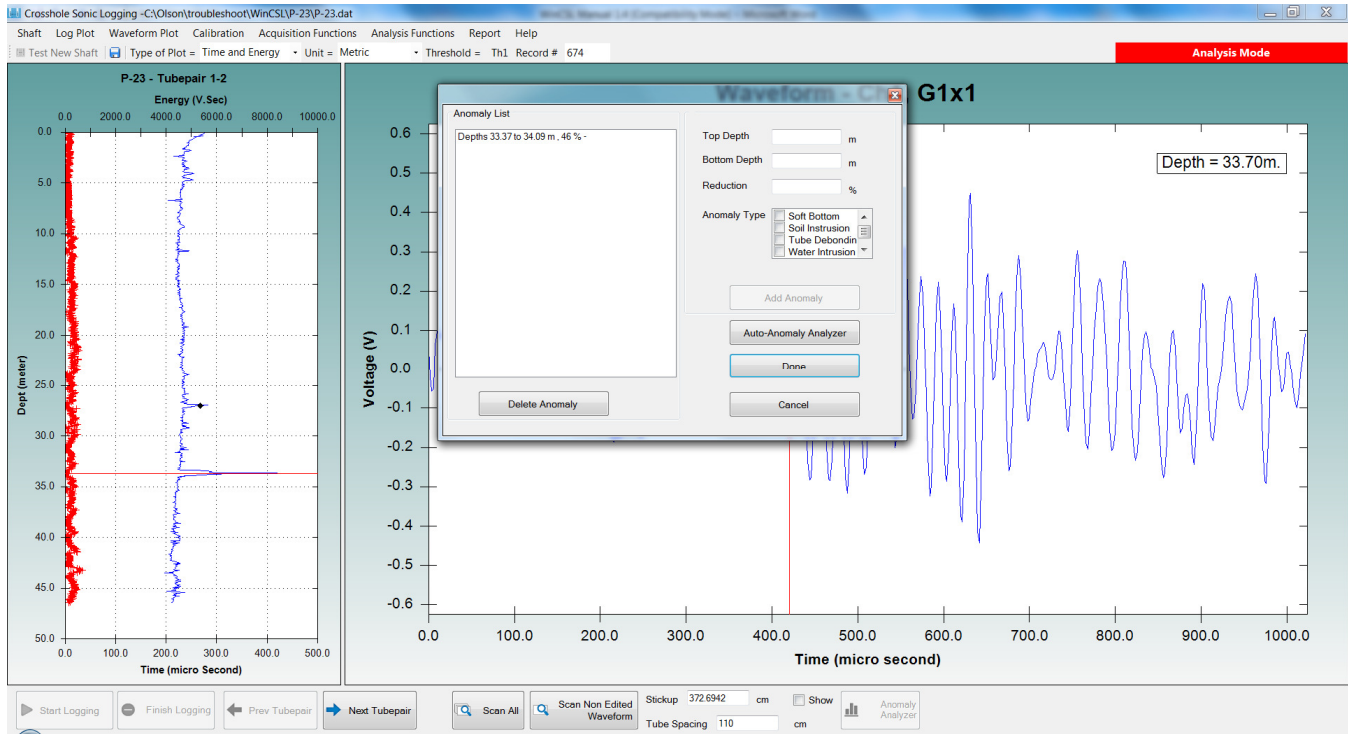 Crosshole Sonic Logging -C:\Olson\troubleshoot\WinCSL\P-23\P-23.dat
Shaft Log Plot Waveform Plot Calibration Acquisition Functions Analysis Functions Report Help
Test New Shaft Type of Plot = Time and Energy Unit = Metric Threshold = Th1 Record # 674
Analysis Mode
P-23 - Tubepair 1-2
Energy (V.Sec)
0.0 2000.0 4000.0 6000.0 8000.0 10000.0
0.0
5.0
10.0
15.0
20.0
25.0
30.0
35.0
40.0
45.0
50.0
Dept (meter)
0.0 100.0 200.0 300.0 400.0 500.0
Time (micro Second)
G1x1
Depth = 33.70m.
0.6
0.5
0.4
0.3
0.2
0.1
0.0
-0.1
-0.2
-0.3
-0.4
-0.5
-0.6
Voltage (V)
0.0 100.0 200.0 300.0 400.0 500.0 600.0 700.0 800.0 900.0 1000.0
Time (micro second)
Anomaly List
Depths 33.37 to 34.09 m , 46 % -
Delete Anomaly
Top Depth m
Bottom Depth m
Reduction %
Anomaly Type
Soft Bottom
Soil Instrusion
Tube Debondin
Water Intrusion
Add Anomaly
Auto-Anomaly Analyzer
Done
Cancel
Start Logging
Finish Logging
Prev Tubepair
Next Tubepair
Scan All
Scan Non Edited
Waveform
Stickup 372.6942 cm
Tube Spacing 110 cm
Show
Anomaly
Analyzer